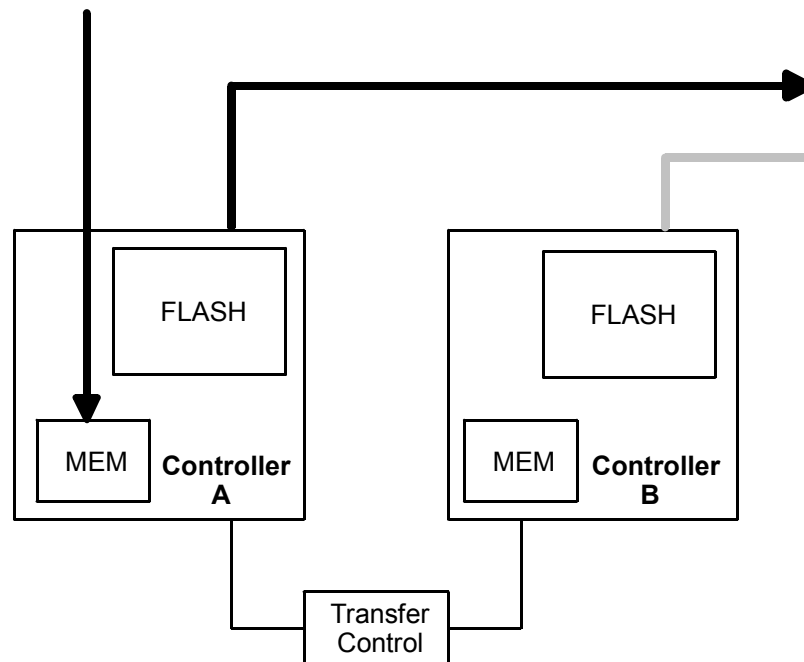 FLASH
FLASH
MEM
Controller
A
MEM
Controller
B
Transfer
Control